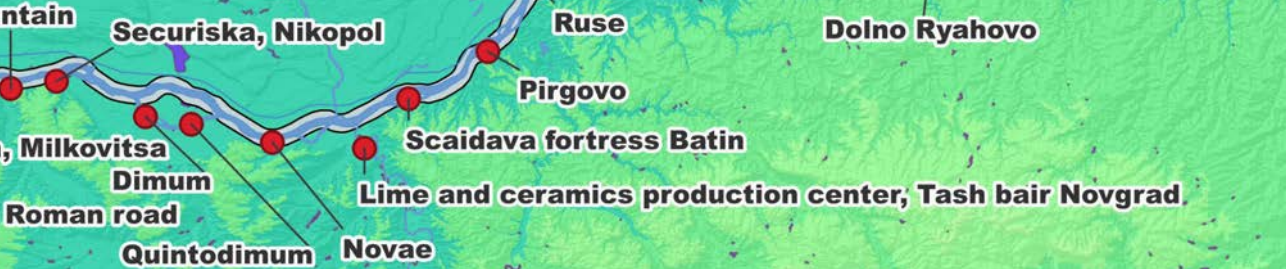 ntain
Securiska, Nikopol
Ruse
Dolno Ryahovo
Pirgovo
Scaidava fortress Batin
, Milkovitsa
Dimum
Lime and ceramics production center, Tash bair Novgrad
Roman road
Quintodimum
Novae